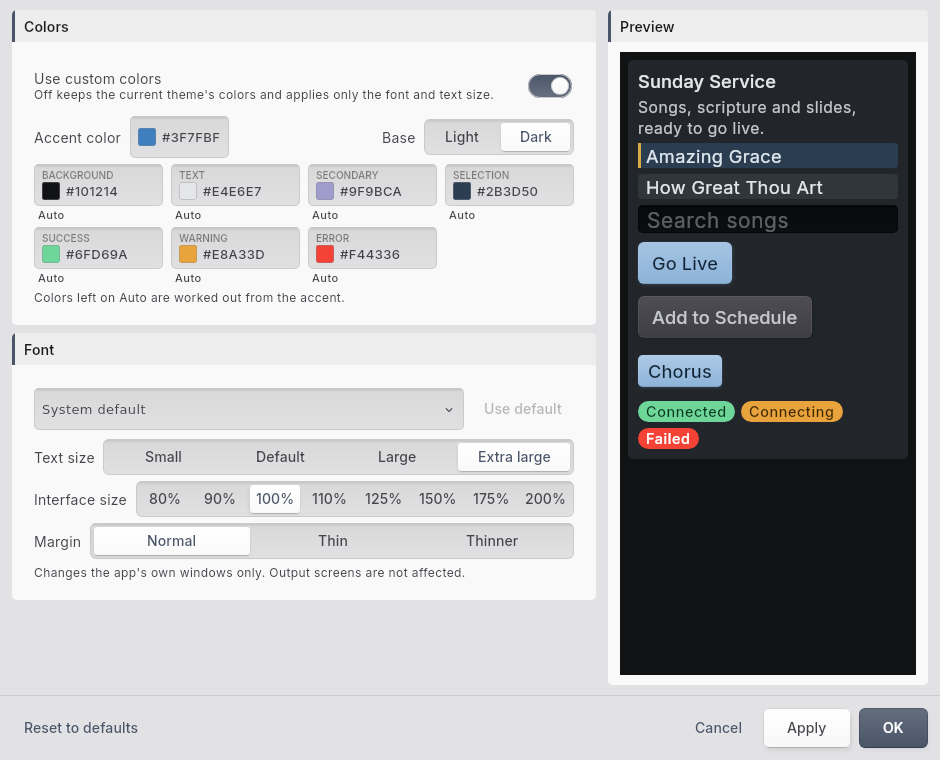 Colors
Use custom colors
Off keeps the current theme's colors and applies only the font and text size.
Accent color #3F7FBF Base Light Dark
BACKGROUND TEXT SECONDARY SELECTION
#101214 #E4E6E7 #9F9BCA #2B3D50
Auto Auto Auto Auto
SUCCESS WARNING ERROR
#6FD69A #E8A33D #F44336
Auto Auto Auto
Colors left on Auto are worked out from the accent.
Font
System default Use default
Text size Small Default Large Extra large
Interface size 80% 90% 100% 110% 125% 150% 175% 200%
Margin Normal Thin Thinner
Changes the app's own windows only. Output screens are not affected.
Preview
Sunday Service
Songs, scripture and slides,
ready to go live.
Amazing Grace
How Great Thou Art
Search songs
Go Live
Add to Schedule
Chorus
Connected Connecting
Failed
Reset to defaults Cancel Apply OK